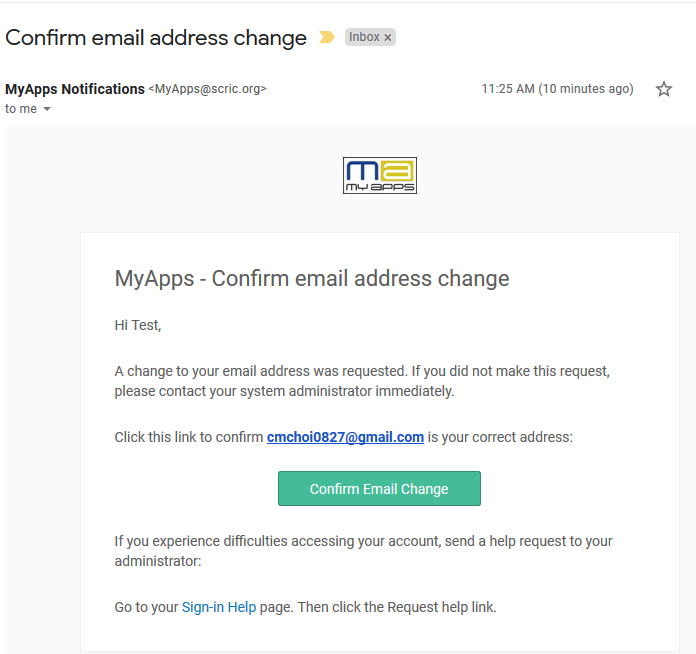 Confirm email address change Inbox ×
MyApps Notifications <MyApps@scric.org> 11:25 AM (10 minutes ago)
to me
ma
my apps
MyApps - Confirm email address change
Hi Test,
A change to your email address was requested. If you did not make this request,
please contact your system administrator immediately.
Click this link to confirm cmchoi0827@gmail.com is your correct address:
Confirm Email Change
If you experience difficulties accessing your account, send a help request to your
administrator:
Go to your Sign-in Help page. Then click the Request help link.